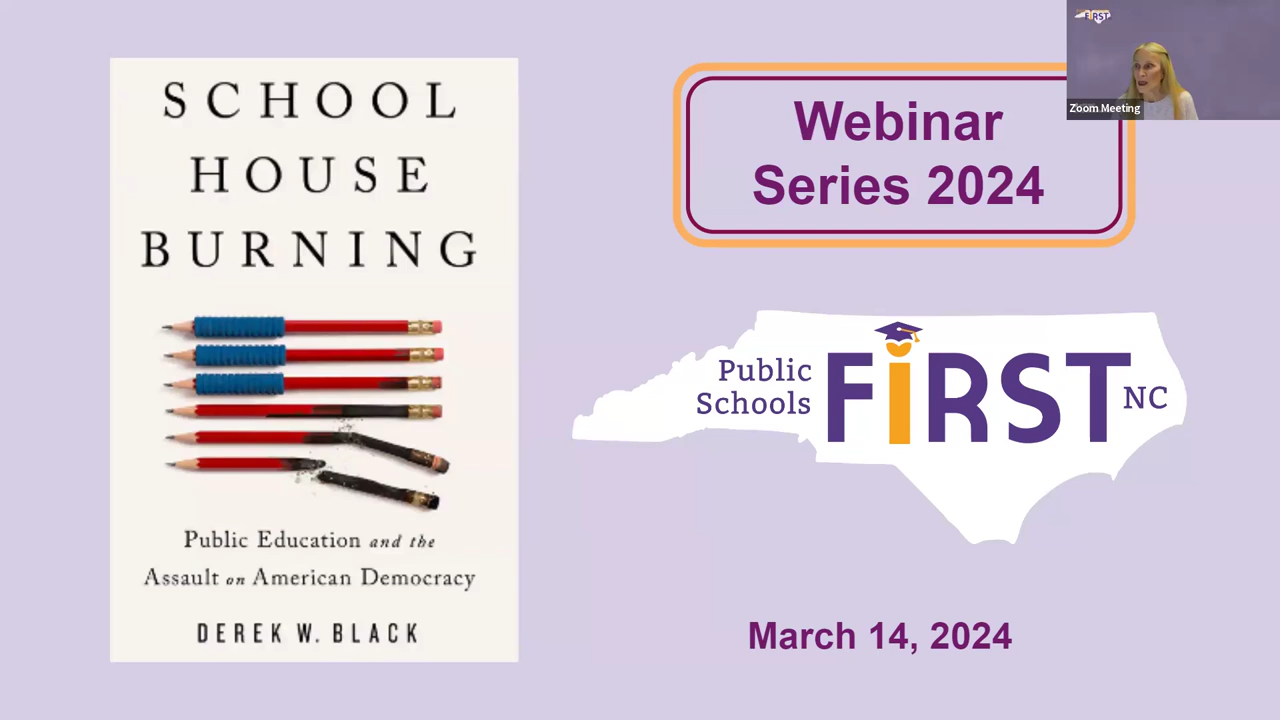 SCHOOL
HOUSE
BURNING
Public Education and the
Assault on American Democracy
DEREK W. BLACK
Webinar
Series 2024
Public
Schools
FiRST
NC
March 14, 2024
FiRST
Zoom Meeting